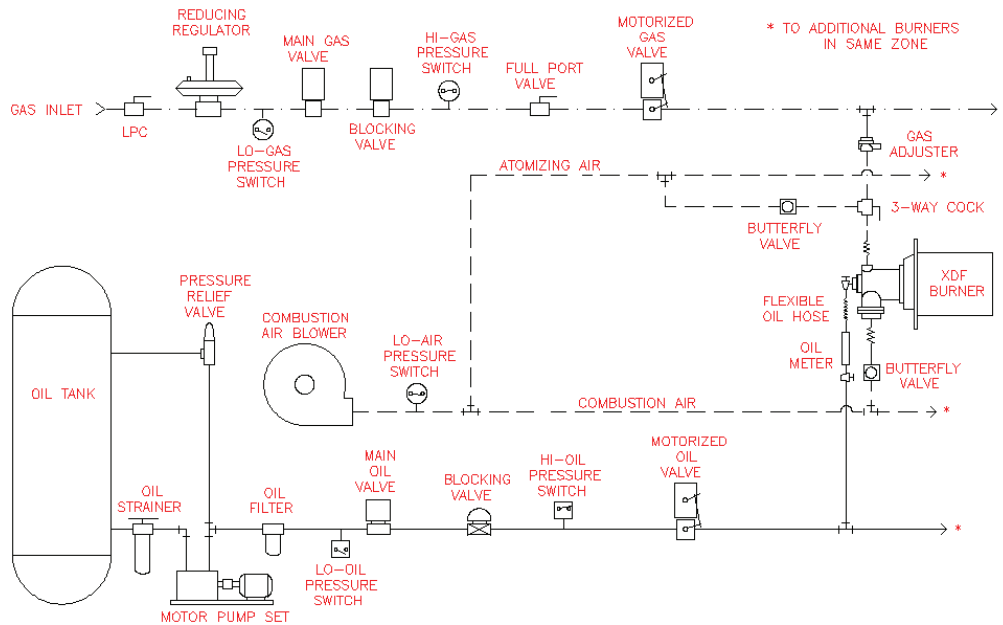 REDUCING
REGULATOR
MAIN GAS
VALVE
HI-GAS
PRESSURE
SWITCH
FULL PORT
VALVE
MOTORIZED
GAS
VALVE
* TO ADDITIONAL BURNERS
IN SAME ZONE
GAS INLET
LPC
LO-GAS
PRESSURE
SWITCH
BLOCKING
VALVE
GAS
ADJUSTER
ATOMIZING AIR
*
3-WAY COCK
BUTTERFLY
VALVE
PRESSURE
RELIEF
VALVE
COMBUSTION
AIR BLOWER
FLEXIBLE
OIL HOSE
XDF
BURNER
LO-AIR
PRESSURE
SWITCH
OIL
METER
BUTTERFLY
VALVE
OIL TANK
COMBUSTION AIR
*
OIL
STRAINER
OIL
FILTER
MAIN
OIL
VALVE
BLOCKING
VALVE
HI-OIL
PRESSURE
SWITCH
MOTORIZED
OIL
VALVE
*
LO-OIL
PRESSURE
SWITCH
MOTOR PUMP SET